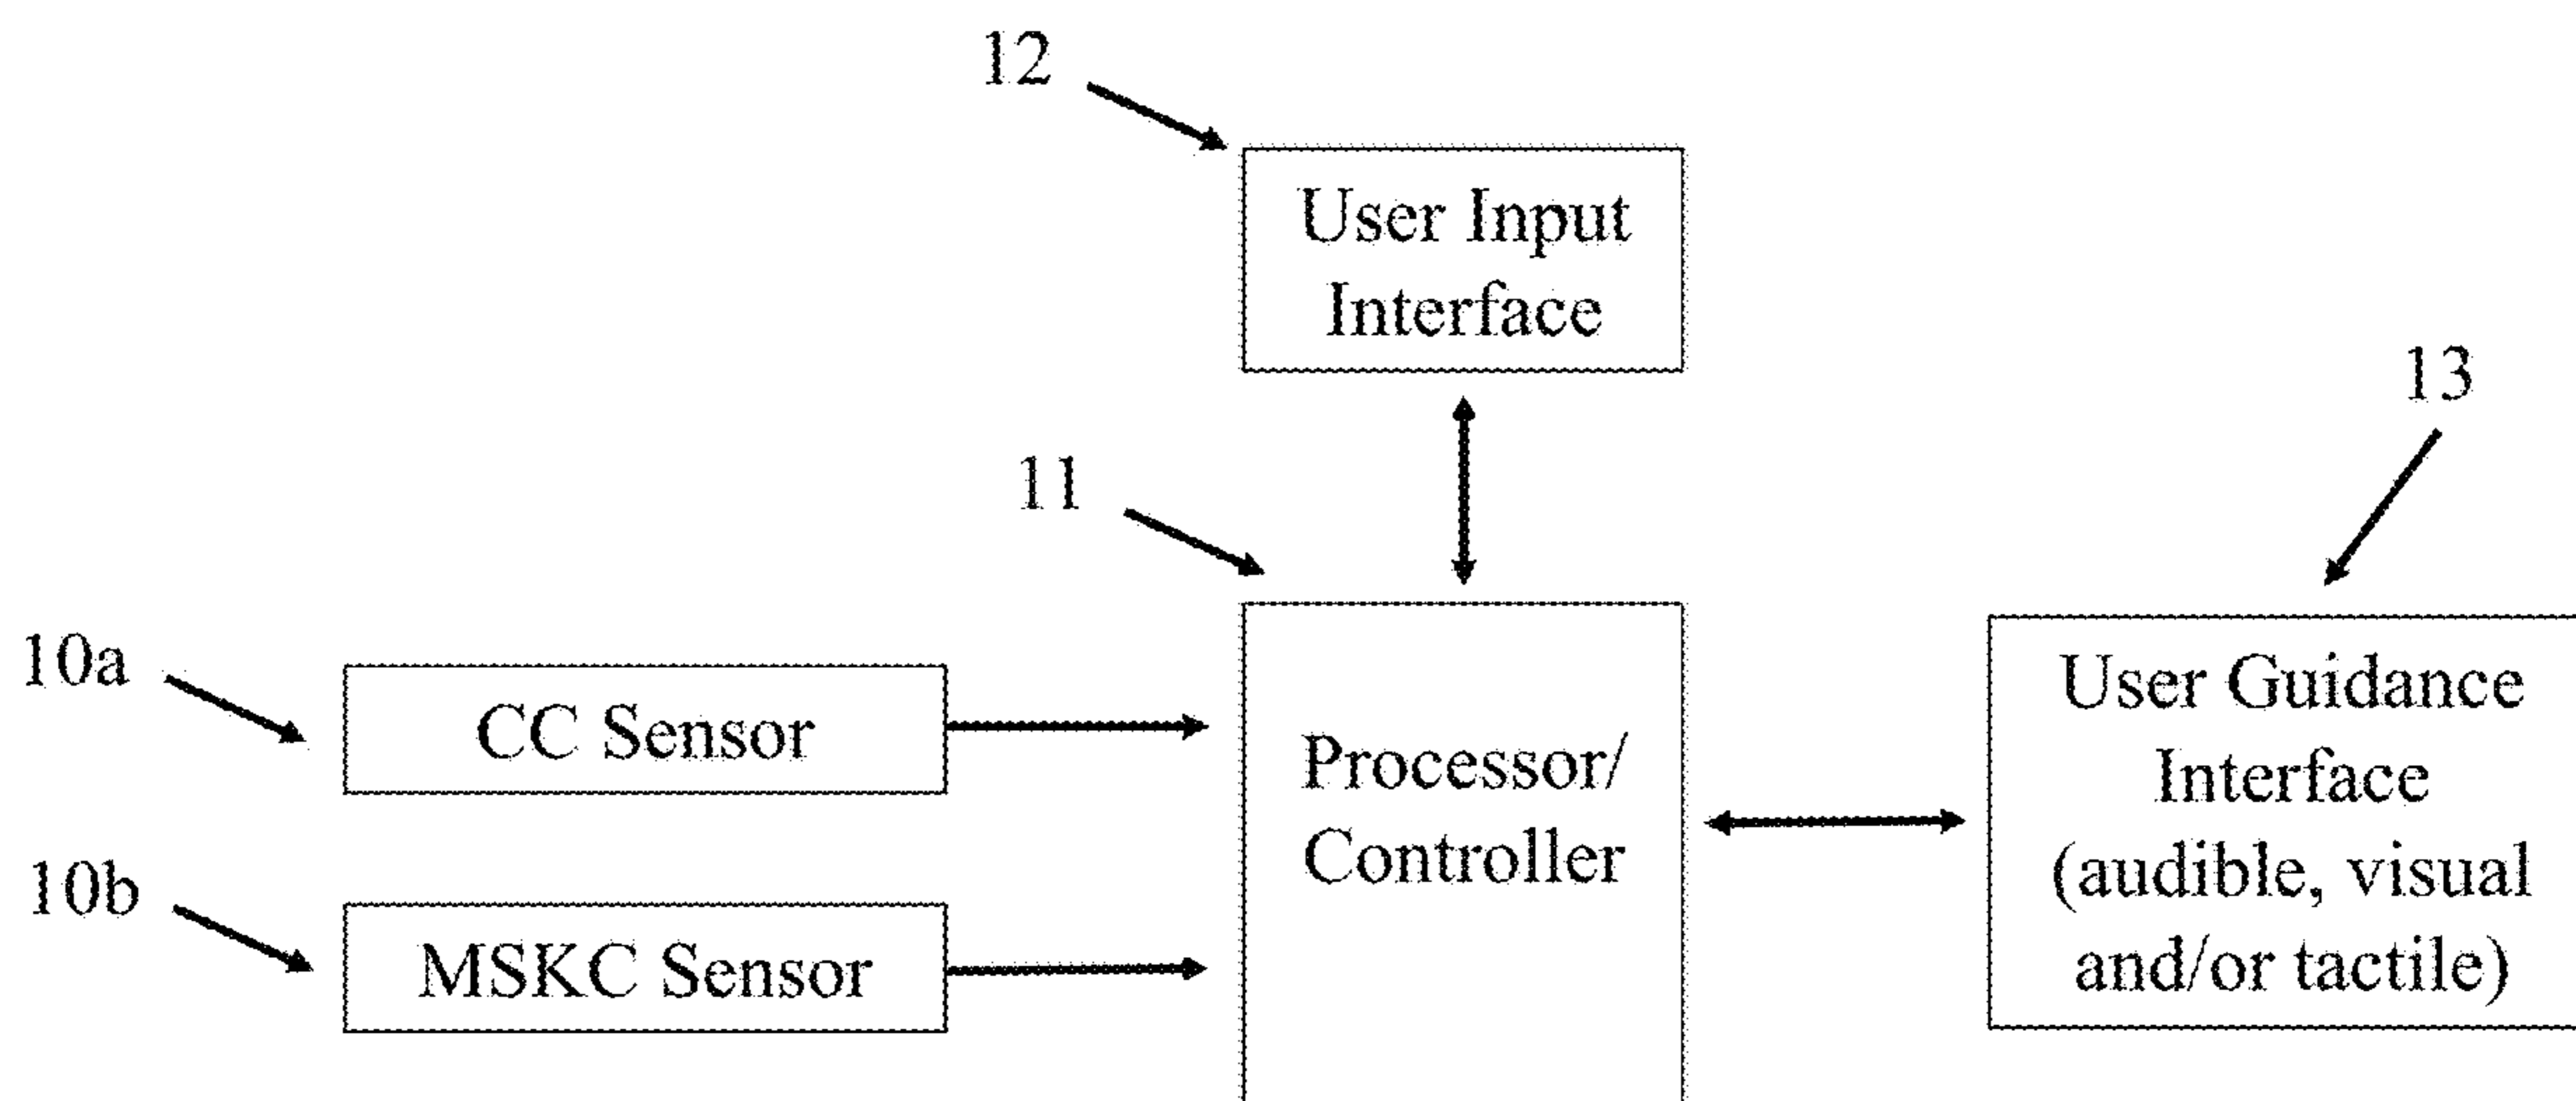 12
User Input
Interface
13
11
10a
CC Sensor
Processor/
Controller
10b
MSKC Sensor
User Guidance
Interface
(audible, visual
and/or tactile)